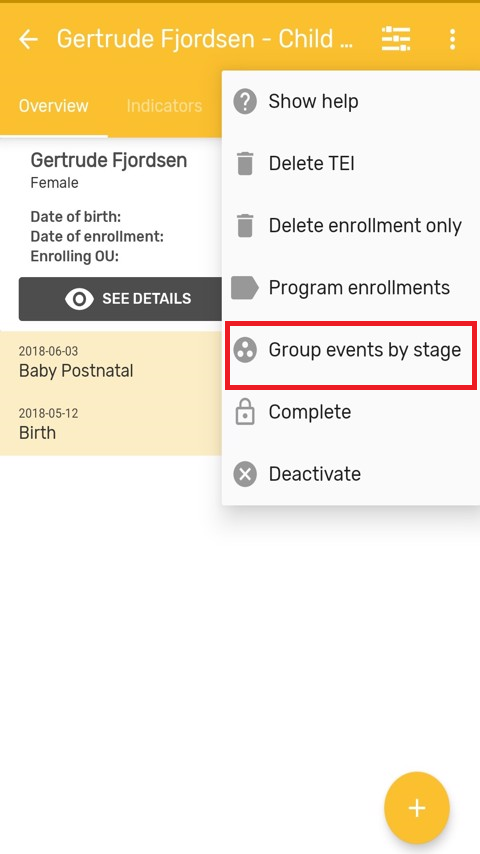 Gertrude Fjordsen - Child ...
Overview
Indicators
Gertrude Fjordsen
Female
Date of birth:
Date of enrollment:
Enrolling OU:
SEE DETAILS
2018-06-03
Baby Postnatal
2018-05-12
Birth
Show help
Delete TEI
Delete enrollment only
Program enrollments
Group events by stage
Complete
Deactivate